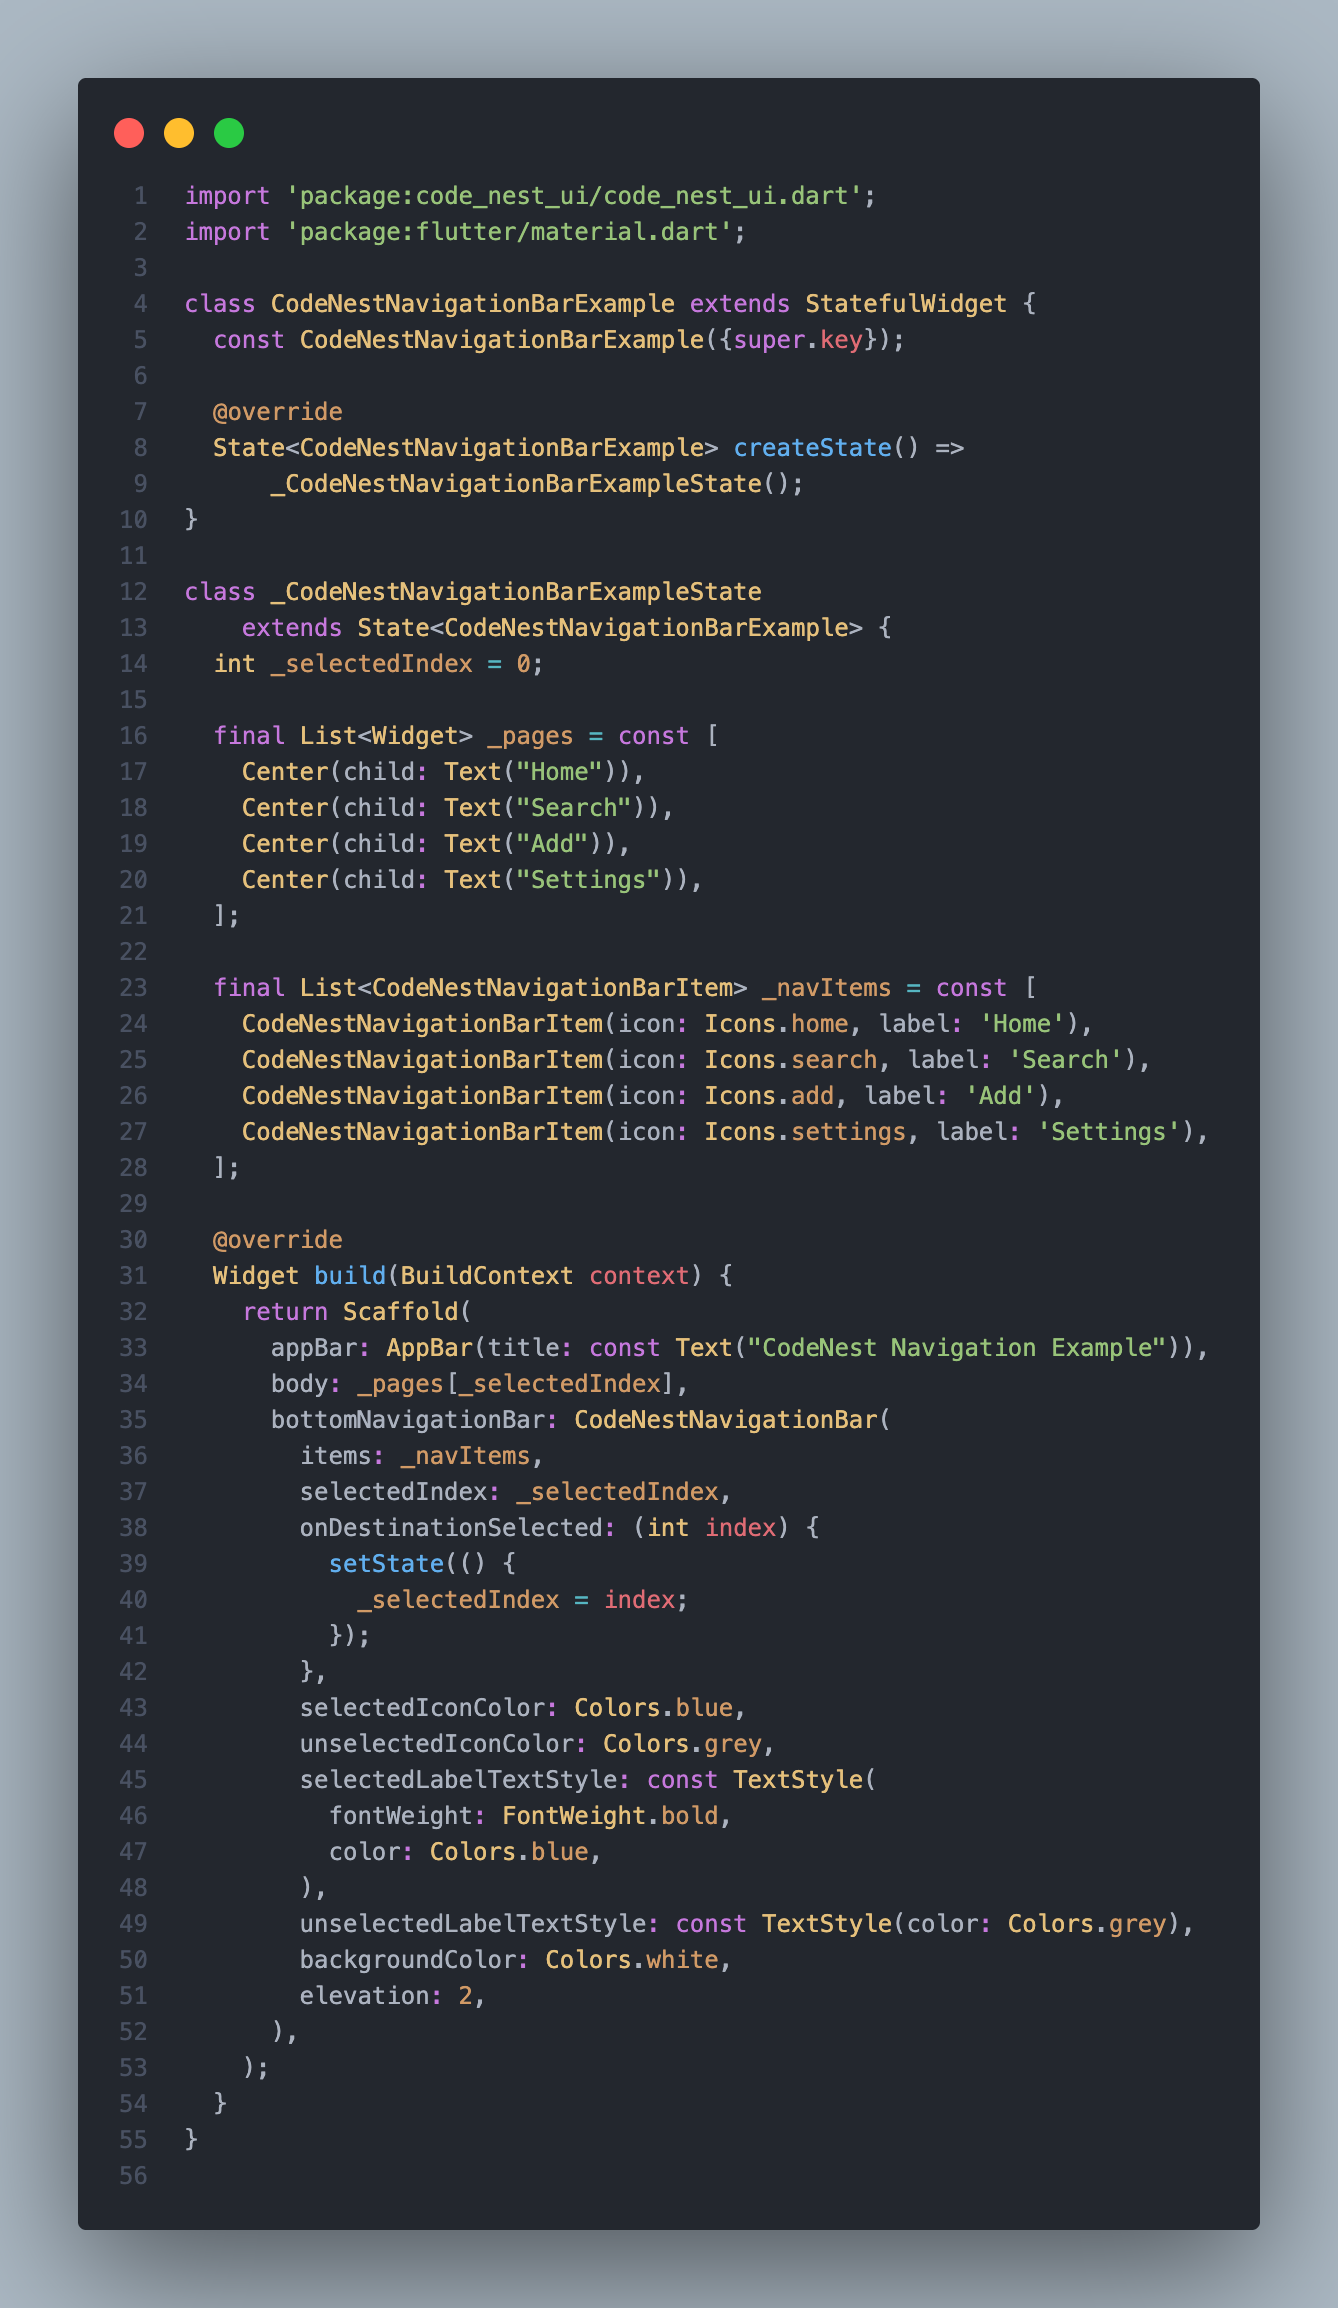 1 import 'package:code_nest_ui/code_nest_ui.dart';
2 import 'package:flutter/material.dart';
3
4 class CodeNestNavigationBarExample extends StatefulWidget {
5   const CodeNestNavigationBarExample({super.key});
6
7   @override
8   State<CodeNestNavigationBarExample> createState() =>
9       _CodeNestNavigationBarExampleState();
10 }
11
12 class _CodeNestNavigationBarExampleState
13     extends State<CodeNestNavigationBarExample> {
14   int _selectedIndex = 0;
15
16   final List<Widget> _pages = const [
17     Center(child: Text("Home")),
18     Center(child: Text("Search")),
19     Center(child: Text("Add")),
20     Center(child: Text("Settings")),
21   ];
22
23   final List<CodeNestNavigationBarItem> _navItems = const [
24     CodeNestNavigationBarItem(icon: Icons.home, label: 'Home'),
25     CodeNestNavigationBarItem(icon: Icons.search, label: 'Search'),
26     CodeNestNavigationBarItem(icon: Icons.add, label: 'Add'),
27     CodeNestNavigationBarItem(icon: Icons.settings, label: 'Settings'),
28   ];
29
30   @override
31   Widget build(BuildContext context) {
32     return Scaffold(
33       appBar: AppBar(title: const Text("CodeNest Navigation Example")),
34       body: _pages[_selectedIndex],
35       bottomNavigationBar: CodeNestNavigationBar(
36         items: _navItems,
37         selectedIndex: _selectedIndex,
38         onDestinationSelected: (int index) {
39           setState(() {
40             _selectedIndex = index;
41           });
42         },
43         selectedIconColor: Colors.blue,
44         unselectedIconColor: Colors.grey,
45         selectedLabelTextStyle: const TextStyle(
46           fontWeight: FontWeight.bold,
47           color: Colors.blue,
48         ),
49         unselectedLabelTextStyle: const TextStyle(color: Colors.grey),
50         backgroundColor: Colors.white,
51         elevation: 2,
52       ),
53     );
54   }
55 }
56